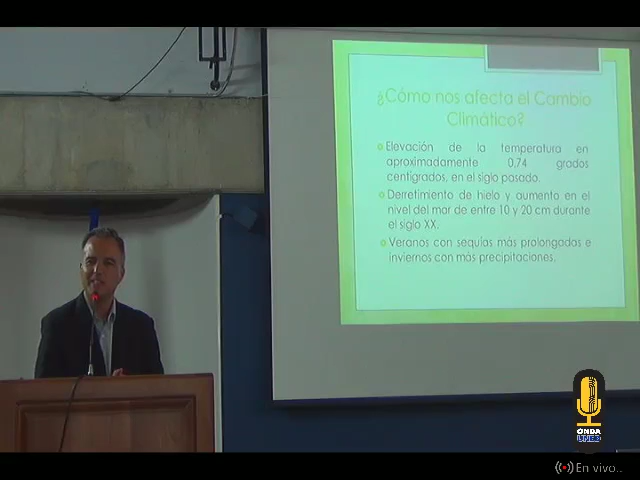 ¿Cómo nos afecta el Cambio
Climático?
Elevación de la temperatura en
aproximadamente 0,74 grados
centigrados, en el siglo pasado.
Derretimiento de hielo y aumento en el
nivel del mar de entre 10 y 20 cm durante
el siglo XX.
Veranos con sequías más prolongadas e
inviernos con más precipitaciones.
ONDA
UNED
En vivo..